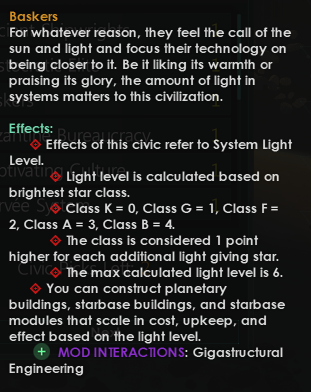 Baskers
For whatever reason, they feel the call of the
sun and light and focus their technology on
being closer to it. Be it liking its warmth or
praising its glory, the amount of light in
systems matters to this civilization.
Effects:
Effects of this civic refer to System Light
Level.
Light level is calculated based on
brightest star class.
Class K = 0, Class G = 1, Class F =
2, Class A = 3, Class B = 4.
The class is considered 1 point
higher for each additional light giving star.
The max calculated light level is 6.
You can construct planetary
buildings, starbase buildings, and starbase
modules that scale in cost, upkeep, and
effect based on the light level.
MOD INTERACTIONS: Gigastructural
Engineering